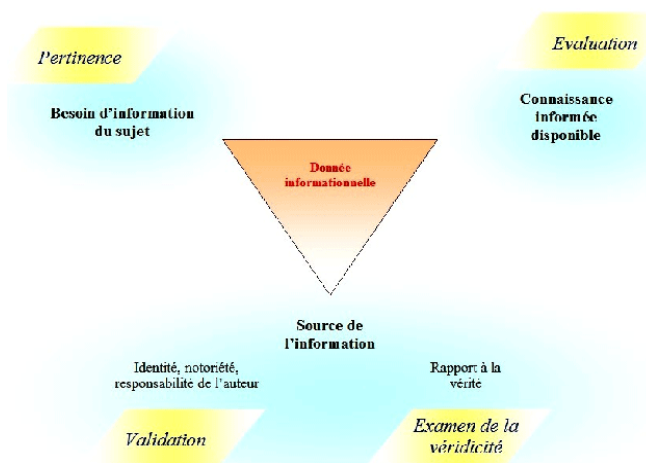 Pertinence
Evaluation
Besoin d'information
du sujet
Connaissance
informée
disponible
Donnée
informationnelle
Source de
l'information
Identité, notoriété,
responsabilité de l'auteur
Rapport à la
vérité
Validation
Examen de la
véridicité